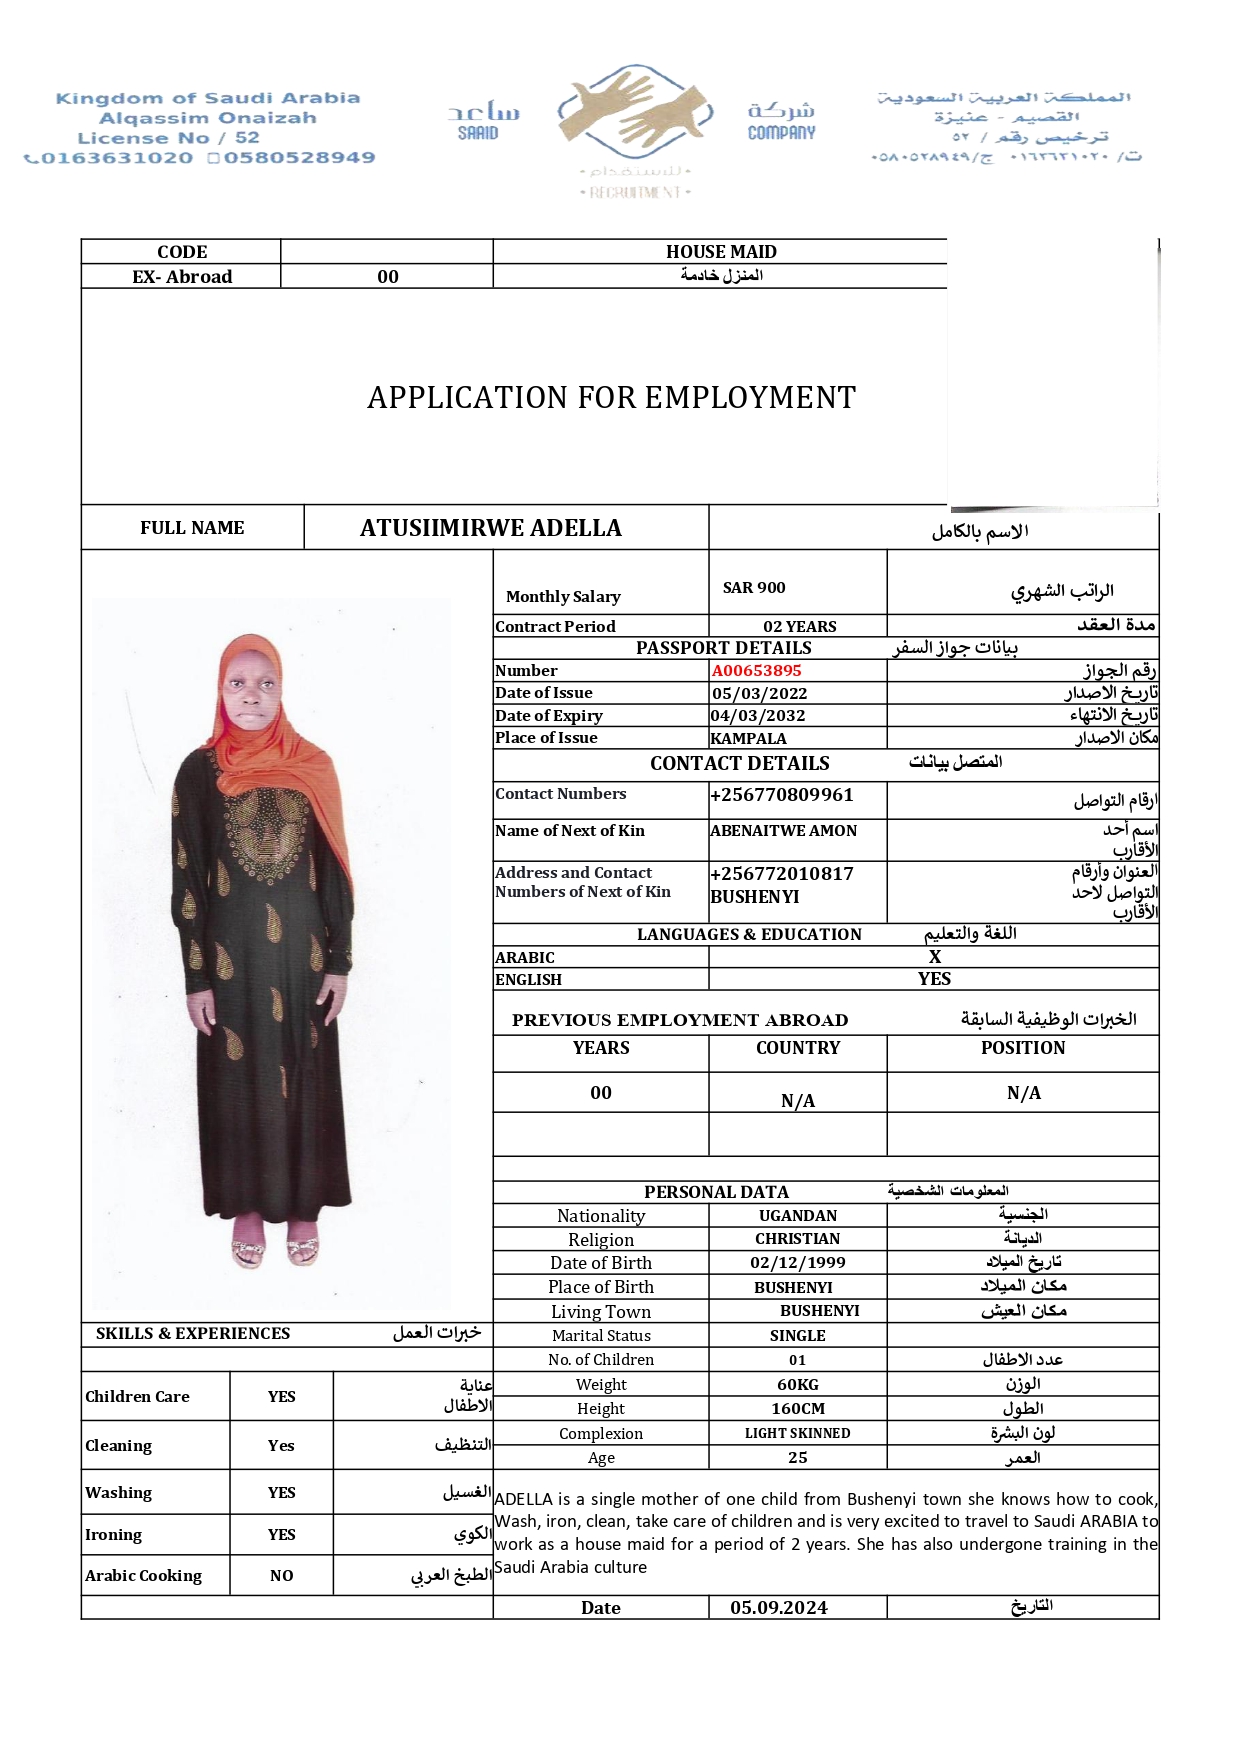 Kingdom of Saudi Arabia
Alqassim Onaizah
License No / 52
0163631020 0580528949
ساعد
SAAID
شركة
COMPANY
• للاستقدام •
• RECRUITMENT •
المملكة العربية السعودية
القصيم - عنيزة
ترخيص رقم / ٥٢
ت/ ٠١٦٣٦٣١٠٢٠ ج/٠٥٨٠٥٢٨٩٤٩
CODE HOUSE MAID
EX- Abroad 00 المنزل خادمة
APPLICATION FOR EMPLOYMENT
FULL NAME ATUSIIMIRWE ADELLA الاسم بالكامل
Monthly Salary SAR 900 الراتب الشهري
Contract Period 02 YEARS مدة العقد
PASSPORT DETAILS بيانات جواز السفر
Number A00653895 رقم الجواز
Date of Issue 05/03/2022 تاريخ الاصدار
Date of Expiry 04/03/2032 تاريخ الانتهاء
Place of Issue KAMPALA مكان الاصدار
CONTACT DETAILS المتصل بيانات
Contact Numbers +256770809961 ارقام التواصل
Name of Next of Kin ABENAITWE AMON اسم أحد
الأقارب
Address and Contact +256772010817 العنوان وأرقام
Numbers of Next of Kin BUSHENYI التواصل لاحد
الأقارب
LANGUAGES & EDUCATION اللغة والتعليم
ARABIC X
ENGLISH YES
PREVIOUS EMPLOYMENT ABROAD الخبرات الوظيفية السابقة
YEARS COUNTRY POSITION
00 N/A N/A
PERSONAL DATA المعلومات الشخصية
Nationality UGANDAN الجنسية
Religion CHRISTIAN الديانة
Date of Birth 02/12/1999 تاريخ الميلاد
Place of Birth BUSHENYI مكان الميلاد
Living Town BUSHENYI مكان العيش
Marital Status SINGLE
No. of Children 01 عدد الاطفال
Weight 60KG الوزن
Height 160CM الطول
Complexion LIGHT SKINNED لون البشرة
Age 25 العمر
SKILLS & EXPERIENCES خبرات العمل
Children Care YES عناية
الاطفال
Cleaning Yes التنظيف
Washing YES الغسيل
Ironing YES الكوي
Arabic Cooking NO الطبخ العربي
ADELLA is a single mother of one child from Bushenyi town she knows how to cook,
Wash, iron, clean, take care of children and is very excited to travel to Saudi ARABIA to
work as a house maid for a period of 2 years. She has also undergone training in the
Saudi Arabia culture
Date 05.09.2024 التاريخ